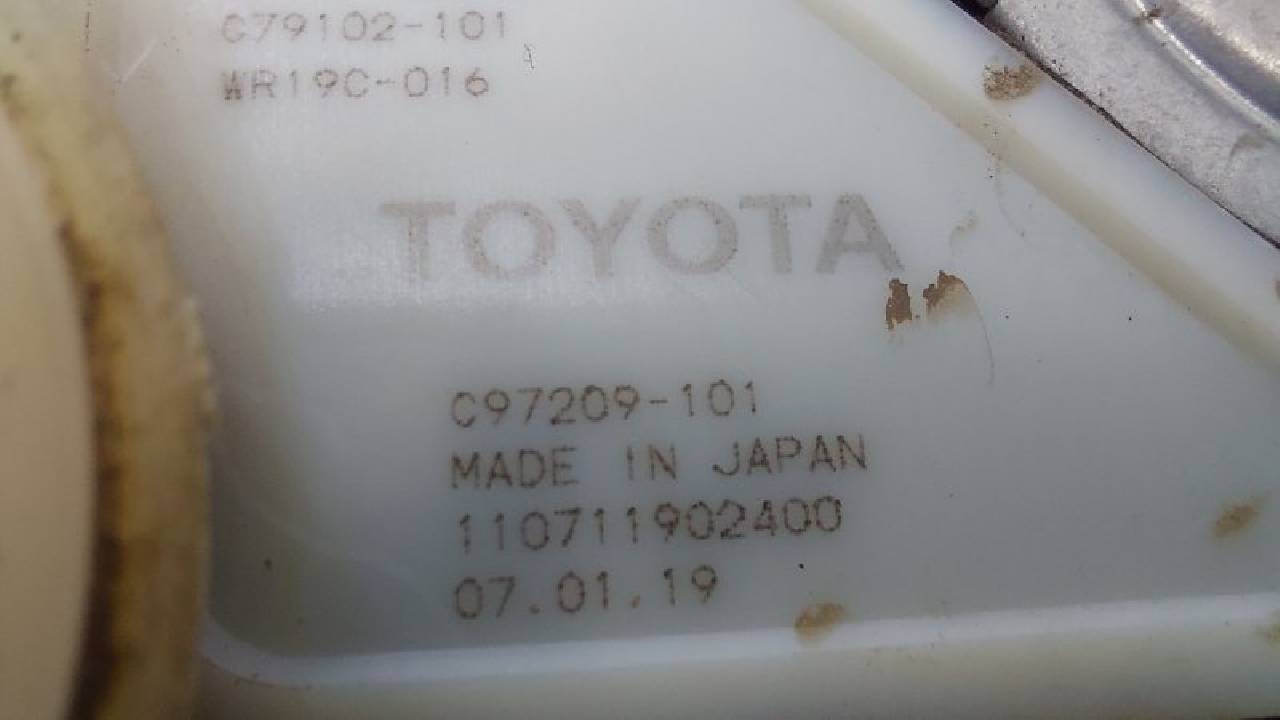 C79102-101
WR19C-016
TOYOTA
C97209-101
MADE IN JAPAN
110711902400
07.01.19